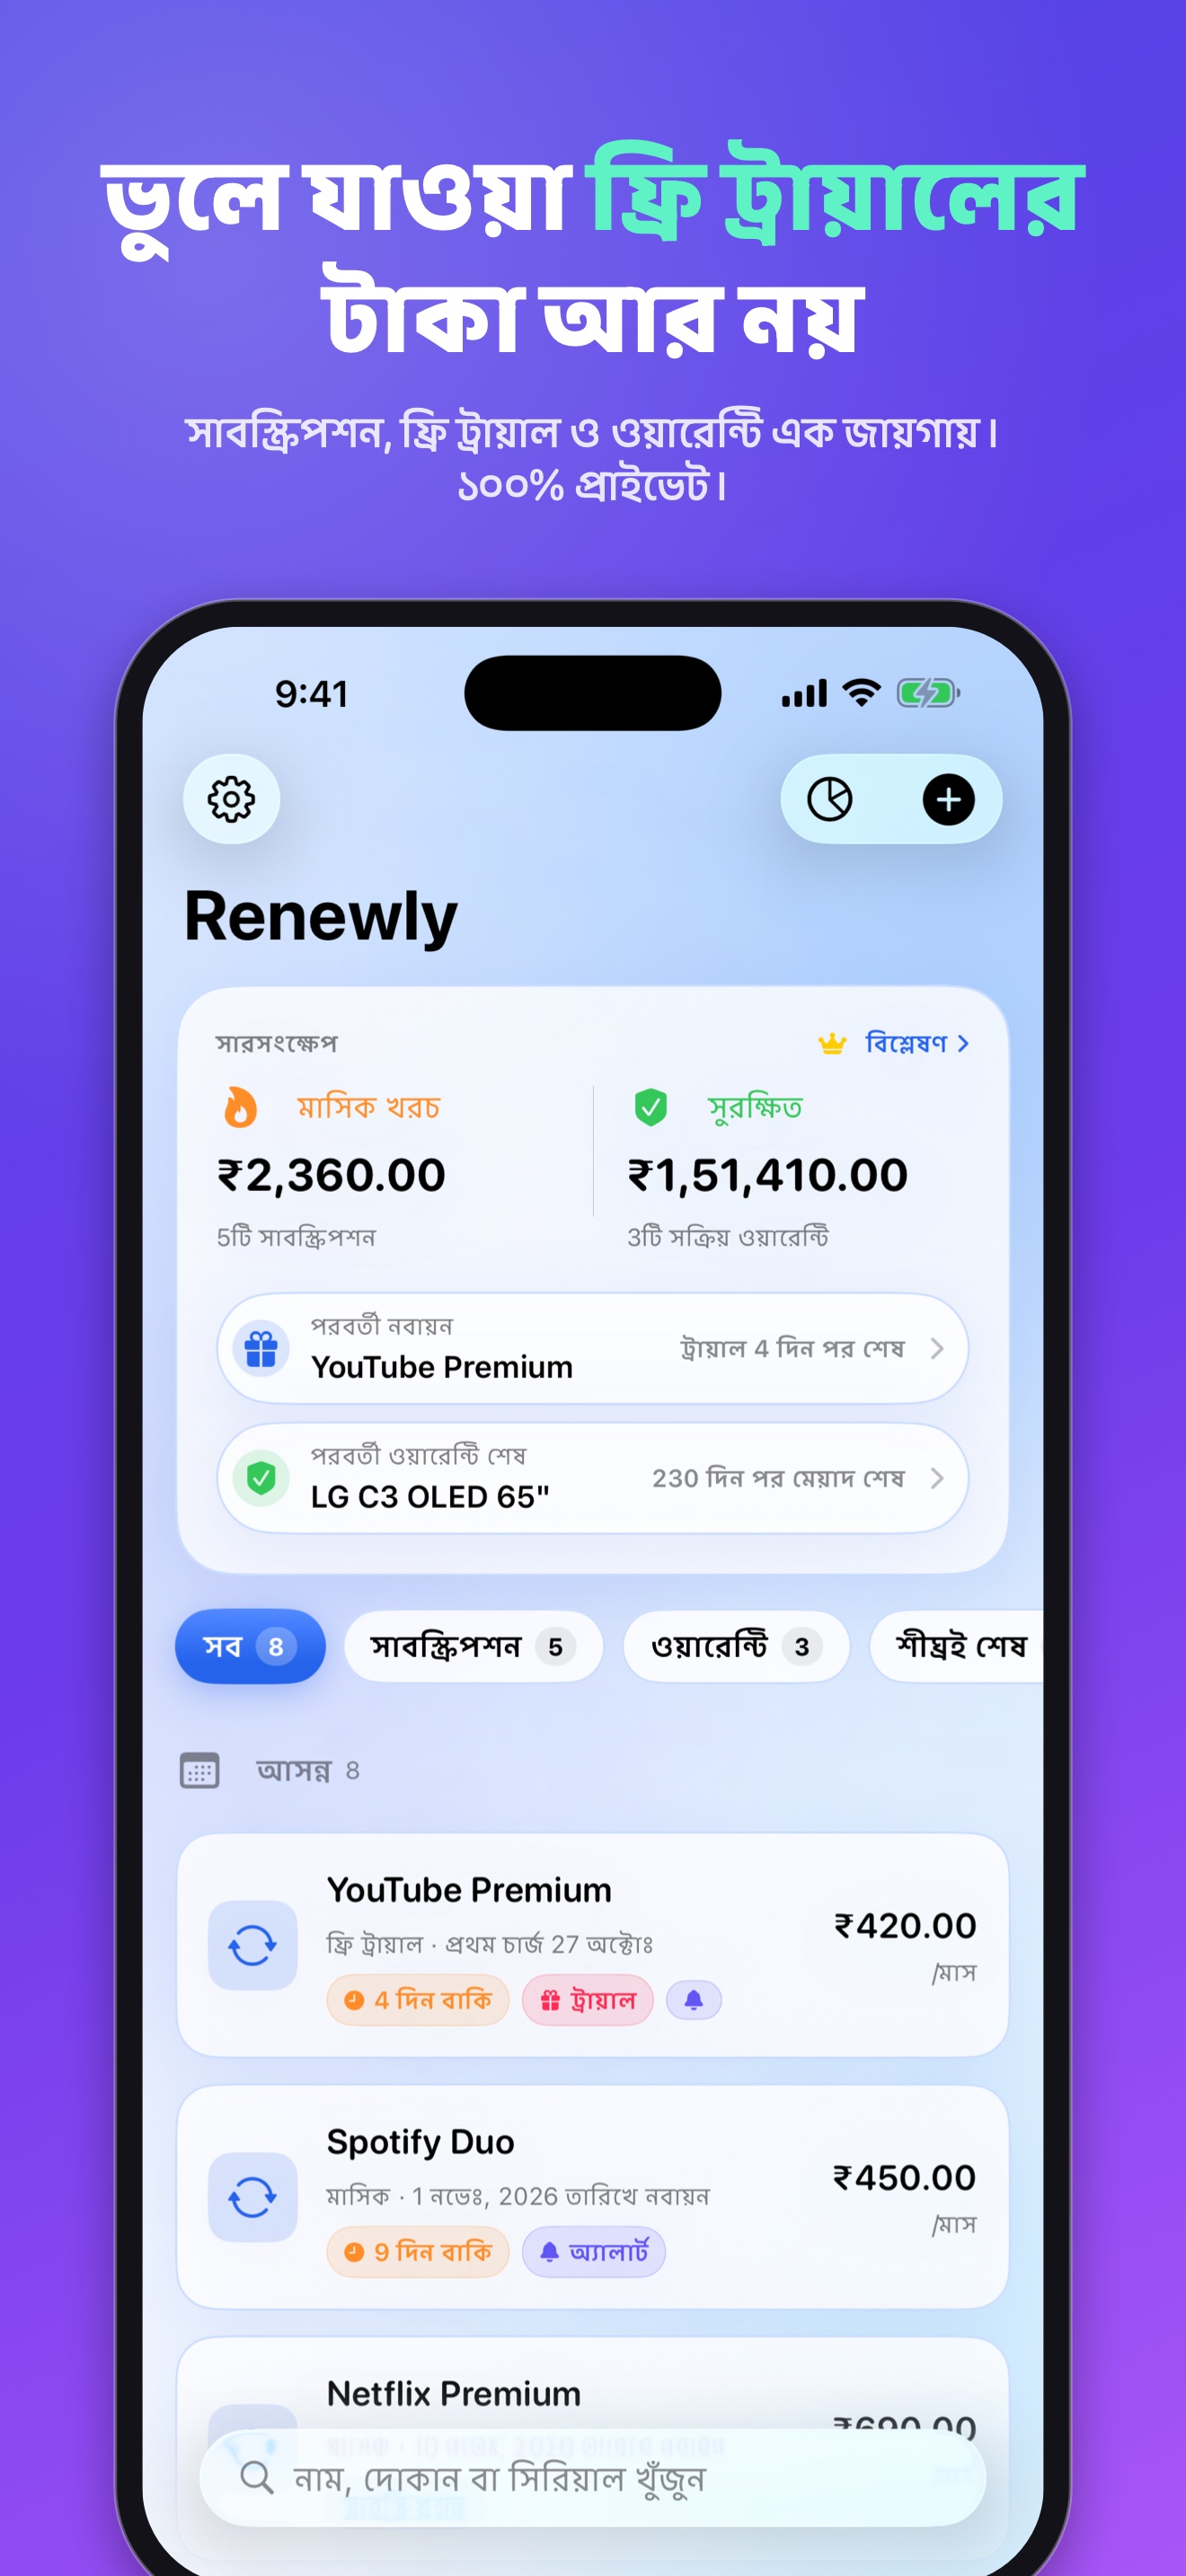 ভুলে যাওয়া ফ্রি ট্রায়ালের
টাকা আর নয়
সাবস্ক্রিপশন, ফ্রি ট্রায়াল ও ওয়ারেন্টি এক জায়গায়।
১০০% প্রাইভেট।
9:41
Renewly
সারসংক্ষেপ
বিশ্লেষণ
মাসিক খরচ
সুরক্ষিত
₹2,360.00
₹1,51,410.00
5টি সাবস্ক্রিপশন
3টি সক্রিয় ওয়ারেন্টি
পরবর্তী নবায়ন
YouTube Premium
ট্রায়াল 4 দিন পর শেষ
পরবর্তী ওয়ারেন্টি শেষ
LG C3 OLED 65"
230 দিন পর মেয়াদ শেষ
সব 8
সাবস্ক্রিপশন 5
ওয়ারেন্টি 3
শীঘ্রই শেষ
আসন্ন 8
YouTube Premium
ফ্রি ট্রায়াল · প্রথম চার্জ 27 অক্টোঃ
₹420.00
/মাস
4 দিন বাকি
ট্রায়াল
Spotify Duo
মাসিক · 1 নভেঃ, 2026 তারিখে নবায়ন
₹450.00
/মাস
9 দিন বাকি
অ্যালার্ট
Netflix Premium
₹690.00
নাম, দোকান বা সিরিয়াল খুঁজুন